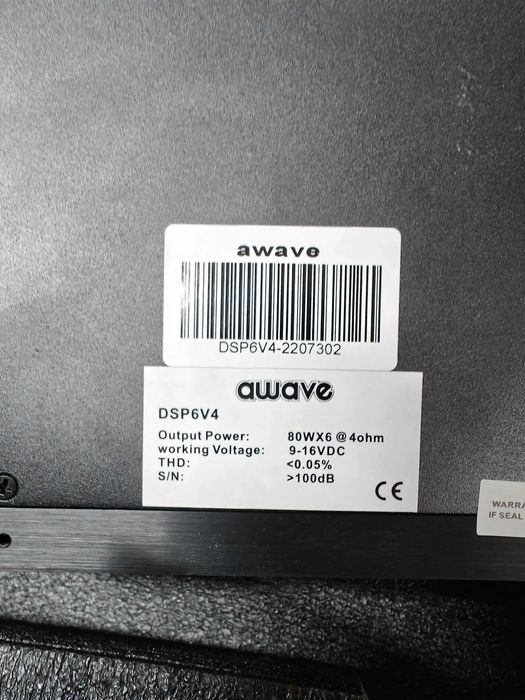 awave
DSP6V4-2207302
awave
DSP6V4
Output Power: 80WX6 @4ohm
working Voltage: 9-16VDC
THD: <0.05%
S/N: >100dB
CE
IF SEAL